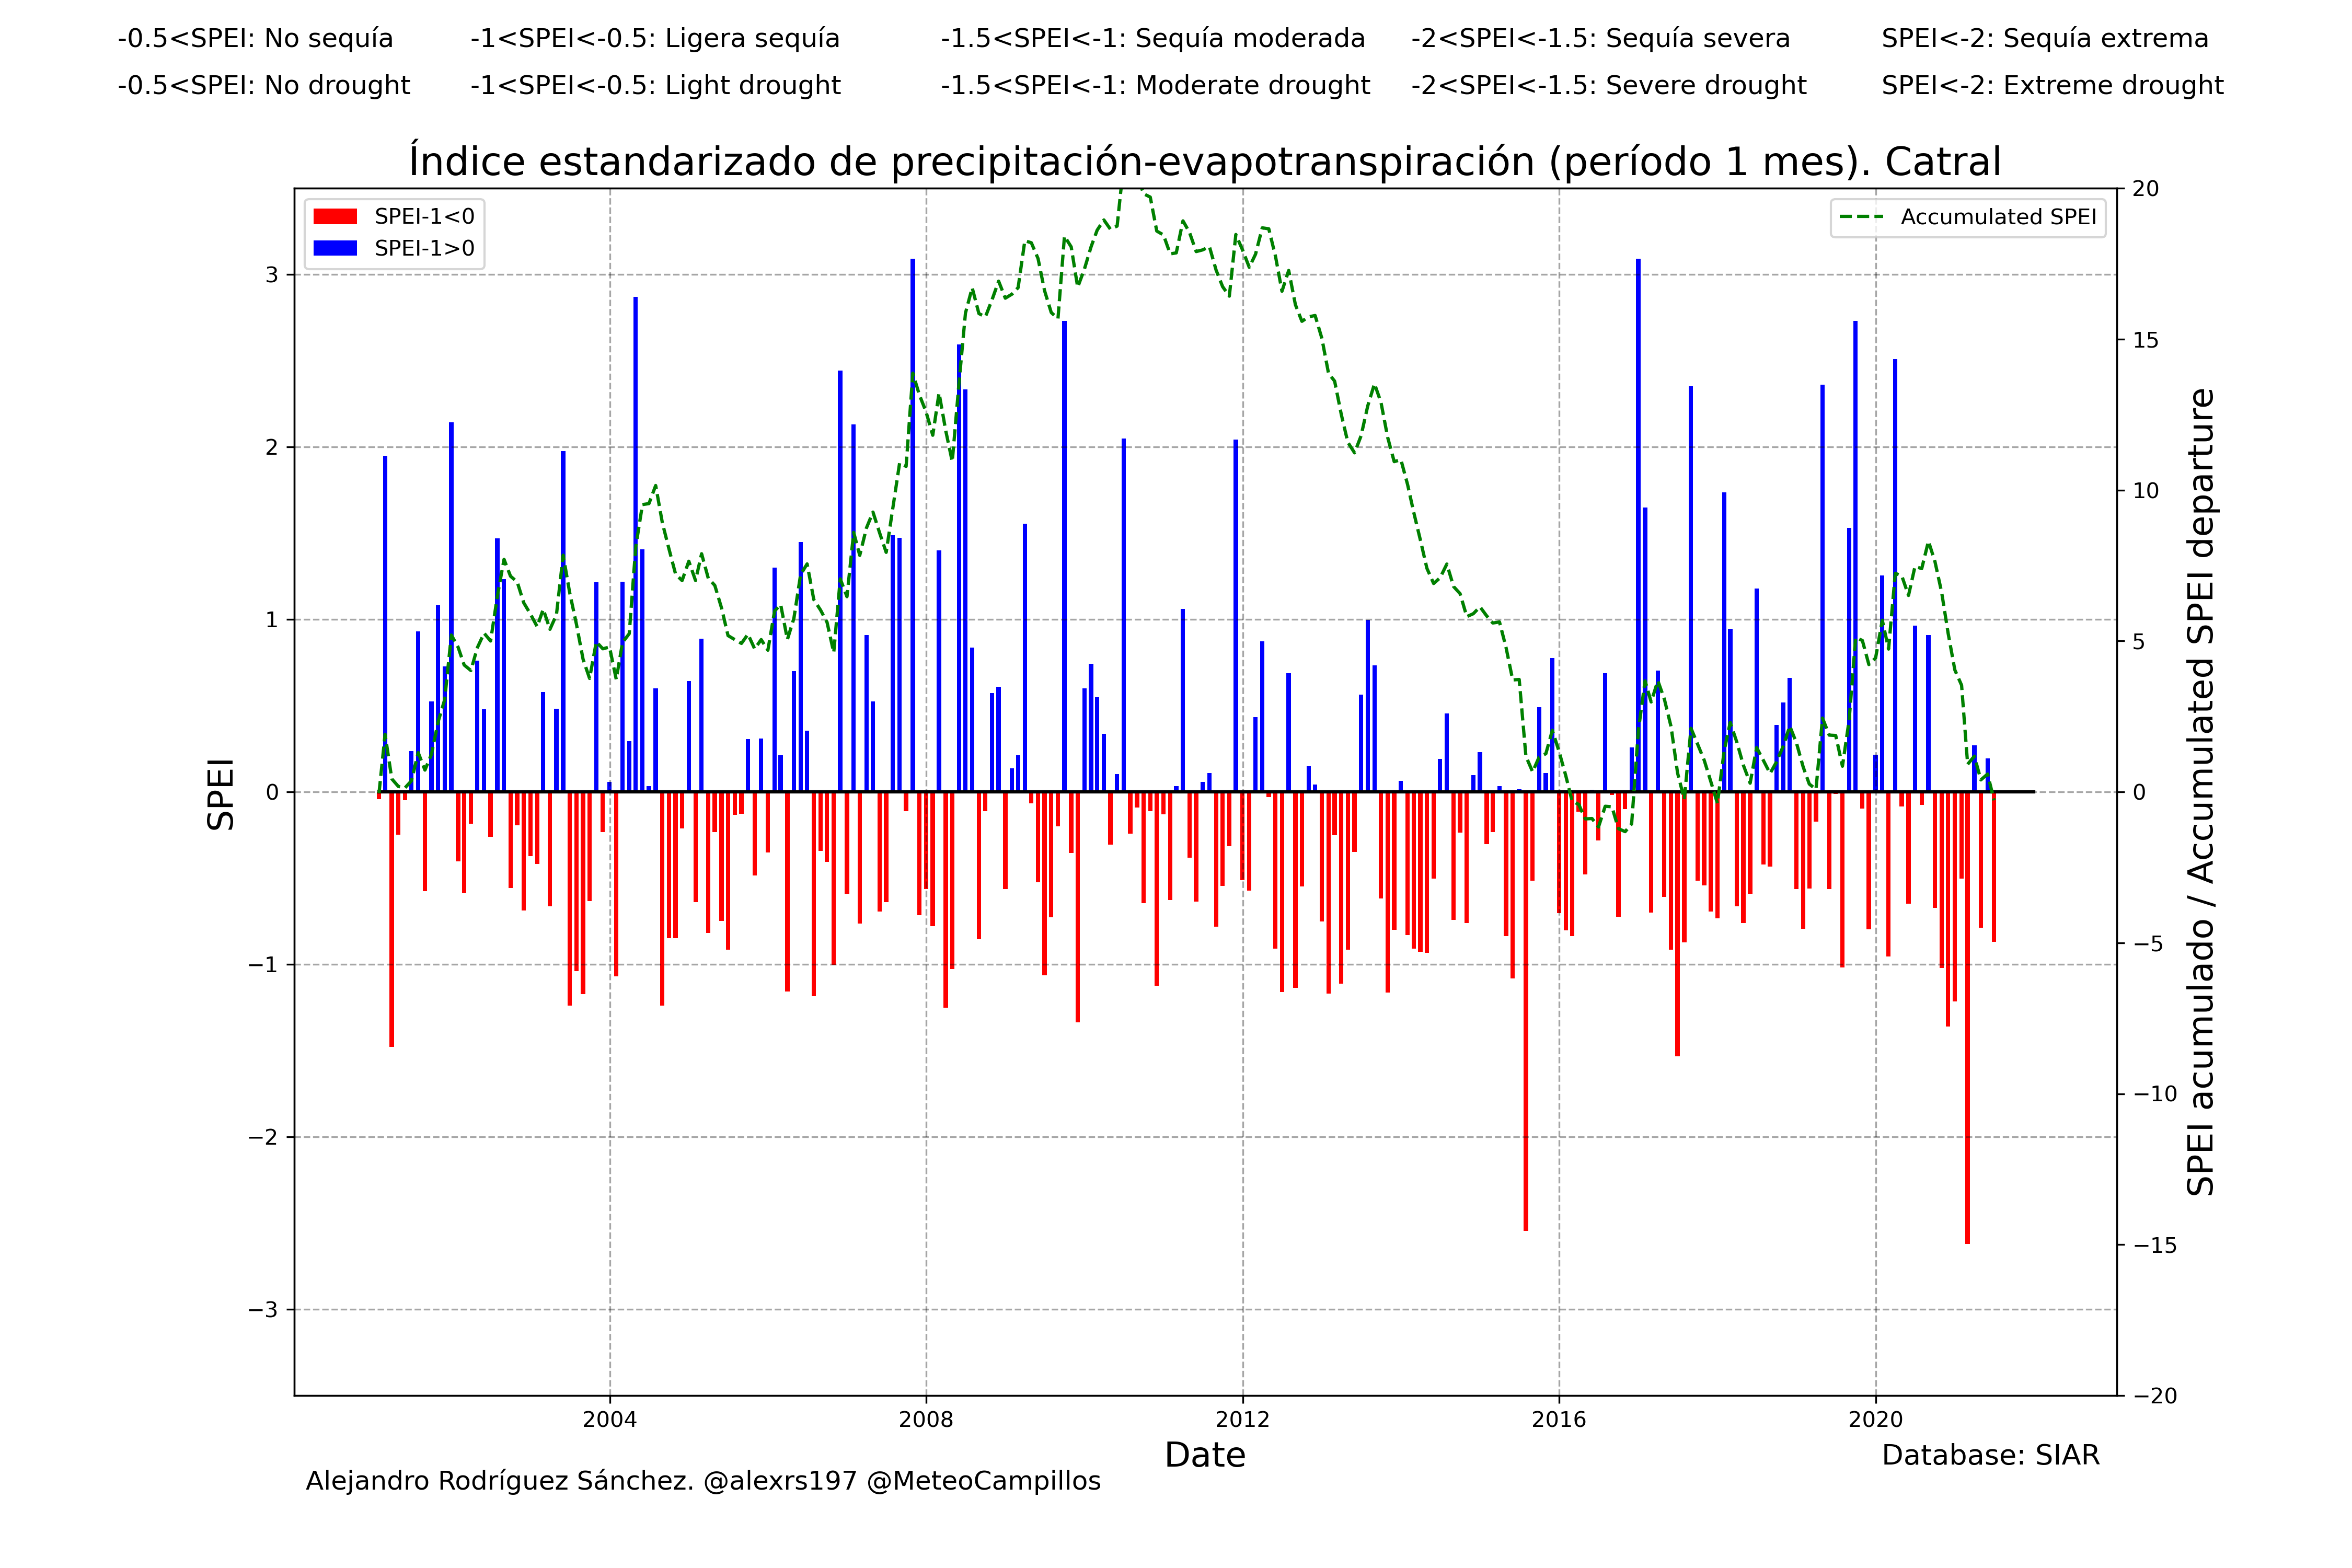 -0.5<SPEI: No sequía -1<SPEI<-0.5: Ligera sequía -1.5<SPEI<-1: Sequía moderada -2<SPEI<-1.5: Sequía severa SPEI<-2: Sequía extrema
-0.5<SPEI: No drought -1<SPEI<-0.5: Light drought -1.5<SPEI<-1: Moderate drought -2<SPEI<-1.5: Severe drought SPEI<-2: Extreme drought
Índice estandarizado de precipitación-evapotranspiración (período 1 mes). Catral
SPEI-1<0
SPEI-1>0
Accumulated SPEI
SPEI
3
2
1
0
−1
−2
−3
20
15
10
5
0
−5
−10
−15
−20
SPEI acumulado / Accumulated SPEI departure
2004 2008 2012 2016 2020
Date
Database: SIAR
Alejandro Rodríguez Sánchez. @alexrs197 @MeteoCampillos